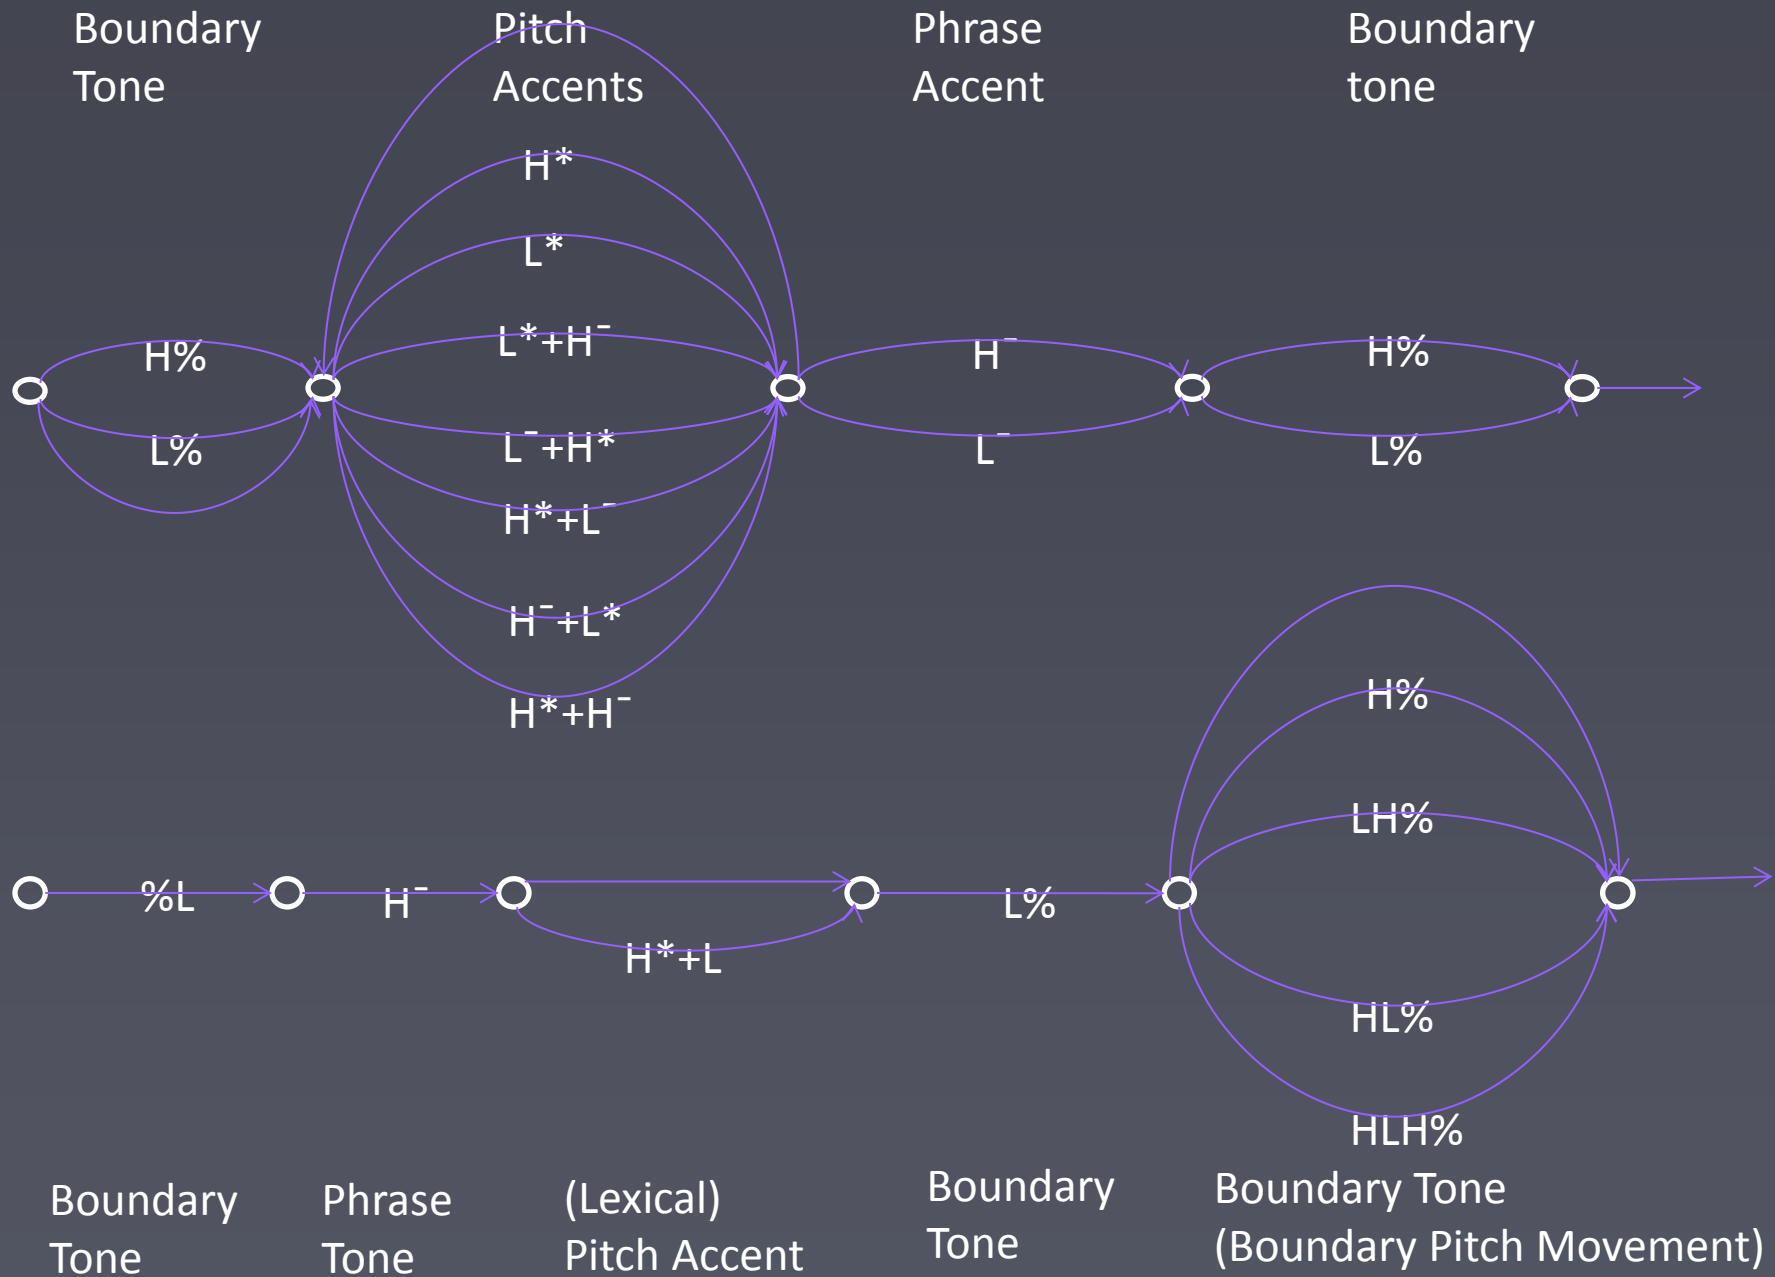 Boundary
Tone
Pitch
Accents
Phrase
Accent
Boundary
tone
H*
L*
L*+H⁻
H%
H⁻
H%
L%
L⁻+H*
L⁻
L%
H*+L⁻
H⁻+L*
H*+H⁻
H%
LH%
%L
H⁻
L%
H*+L
HL%
HLH%
Boundary
Tone
Phrase
Tone
(Lexical)
Pitch Accent
Boundary
Tone
Boundary Tone
(Boundary Pitch Movement)